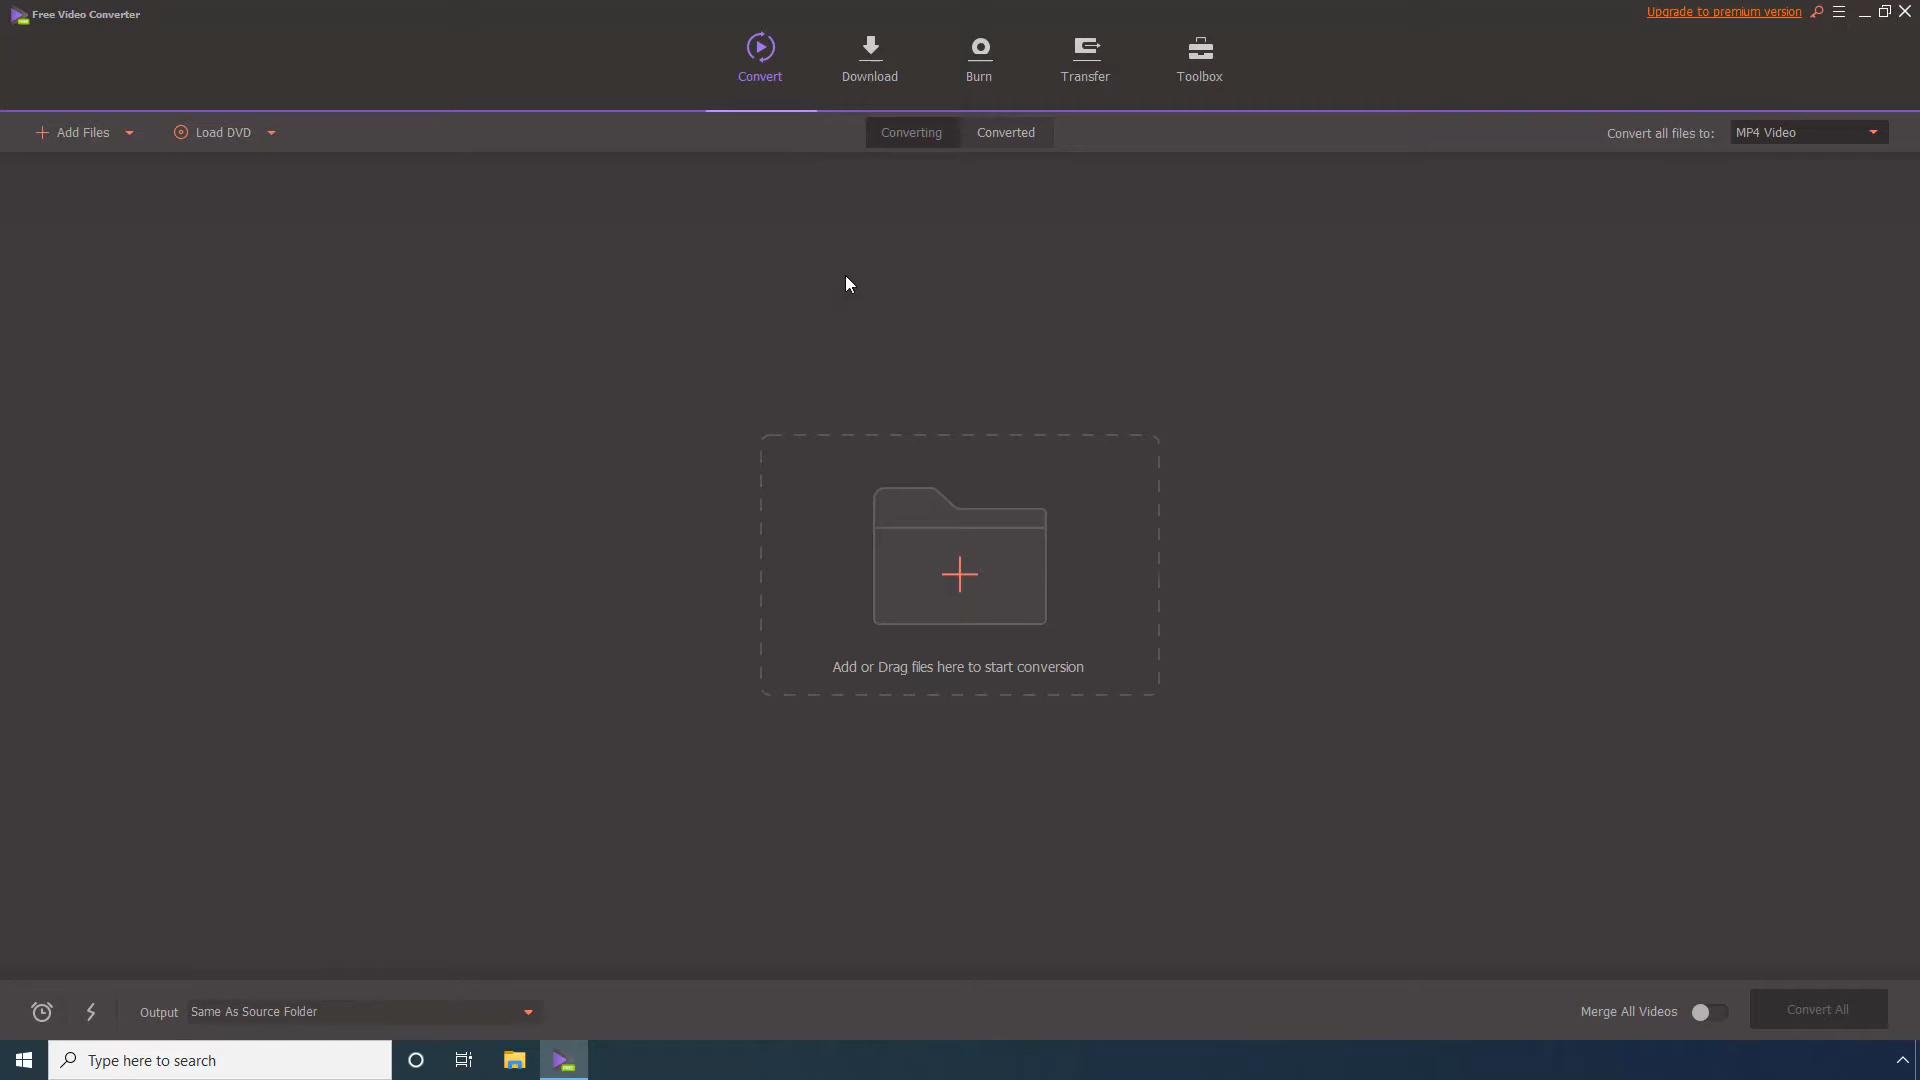 Free Video Converter
Upgrade to premium version
Convert
Download
Burn
Transfer
Toolbox
Add Files
Load DVD
Converting
Converted
Convert all files to:
MP4 Video
Add or Drag files here to start conversion
Output
Same As Source Folder
Merge All Videos
Convert All
Type here to search